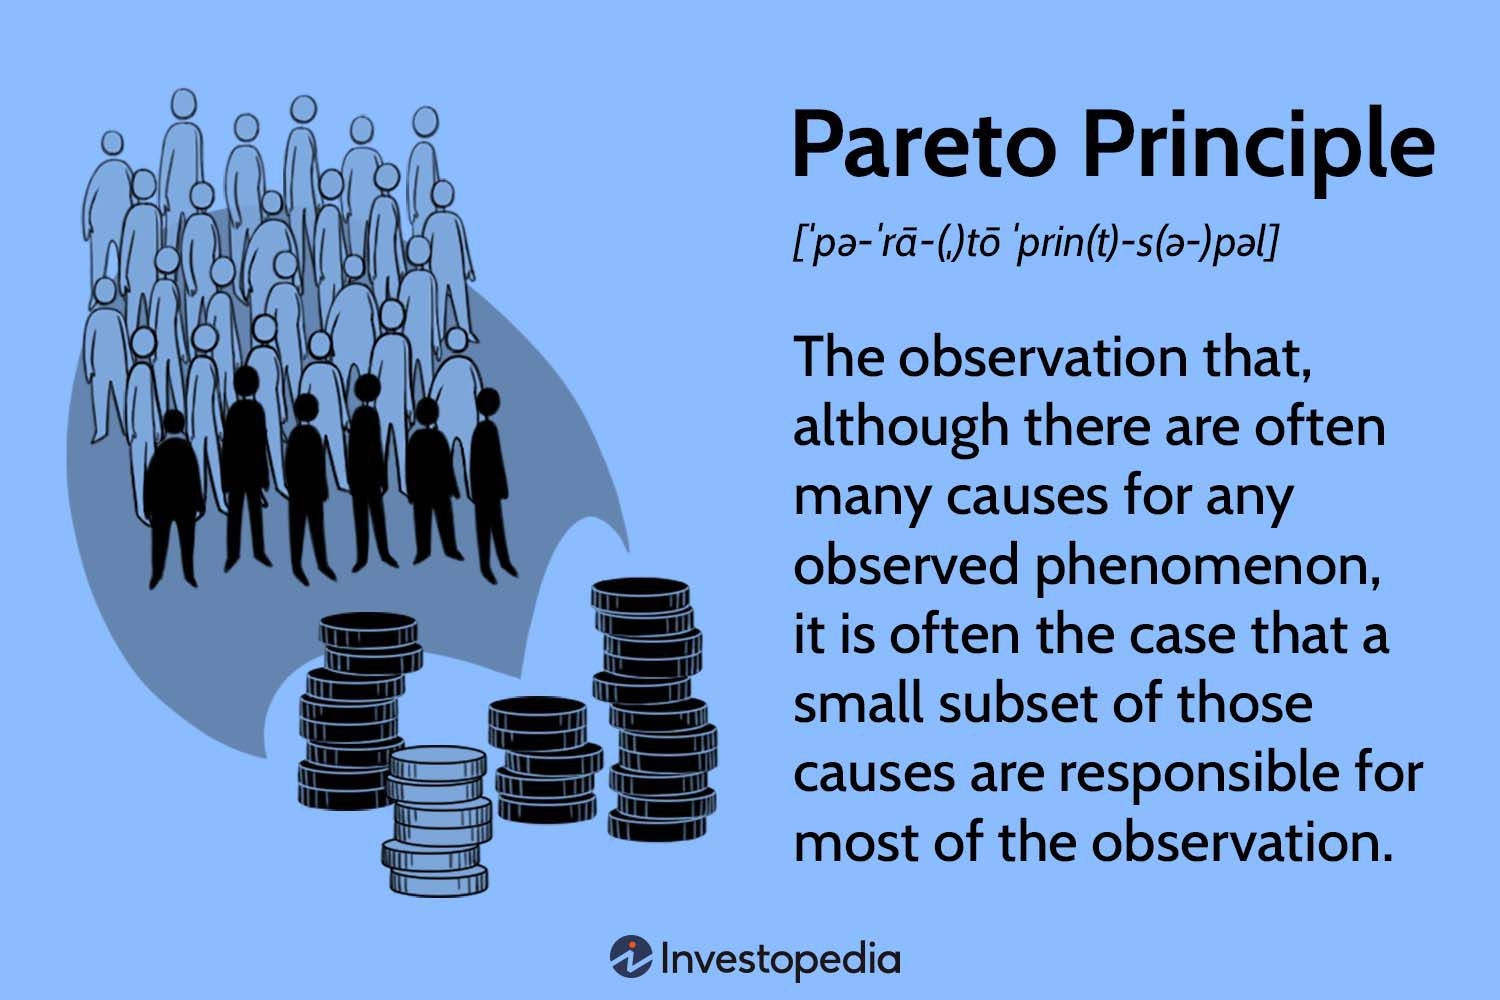 Pareto Principle
[ˈpə-ˈrā-(ˌ)tō ˈprin(t)-s(ə-)pəl]
The observation that,
although there are often
many causes for any
observed phenomenon,
it is often the case that a
small subset of those
causes are responsible for
most of the observation.
Investopedia